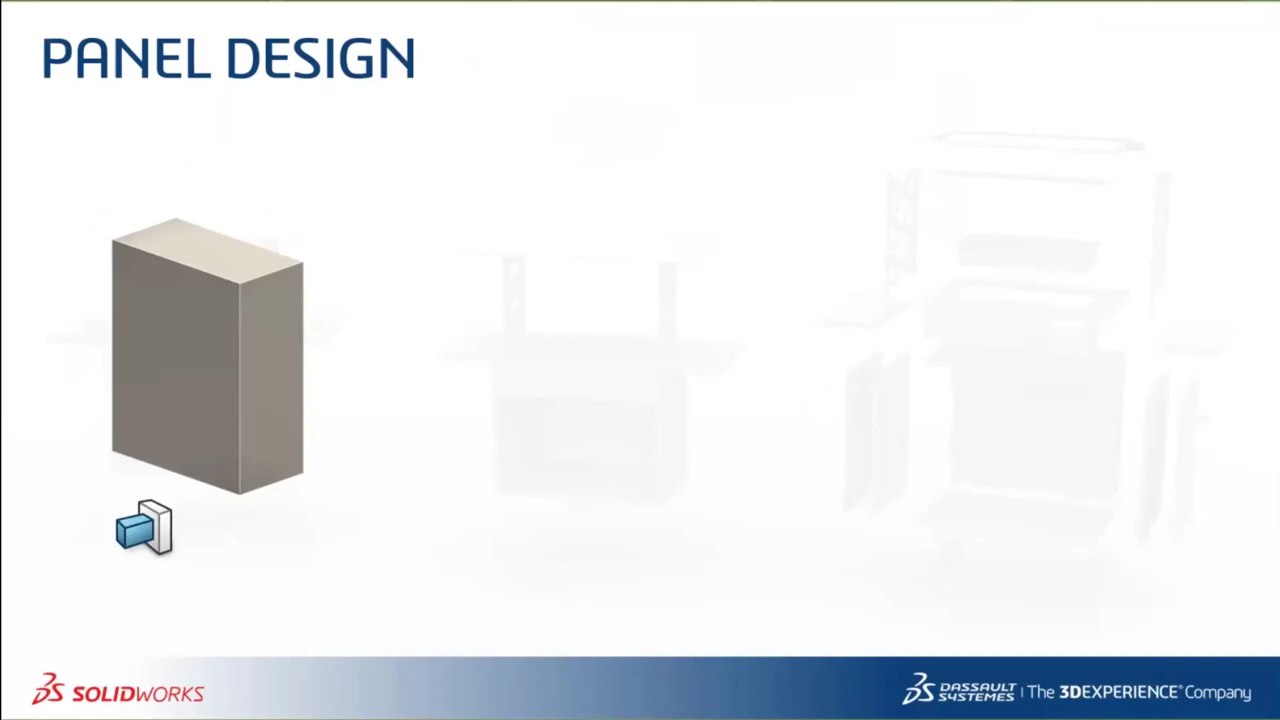 PANEL DESIGN
SOLIDWORKS
DASSAULT SYSTEMES | The 3DEXPERIENCE® Company